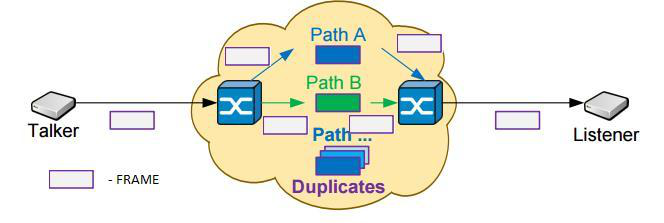 Path A
Path B
Talker
Path ...
Listener
Duplicates
- FRAME